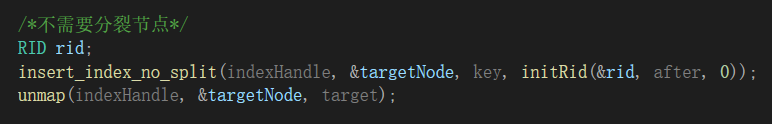 /*不需要分裂节点*/
RID rid;
insert_index_no_split(indexHandle, &targetNode, key, initRid(&rid, after, 0));
unmap(indexHandle, &targetNode, target);